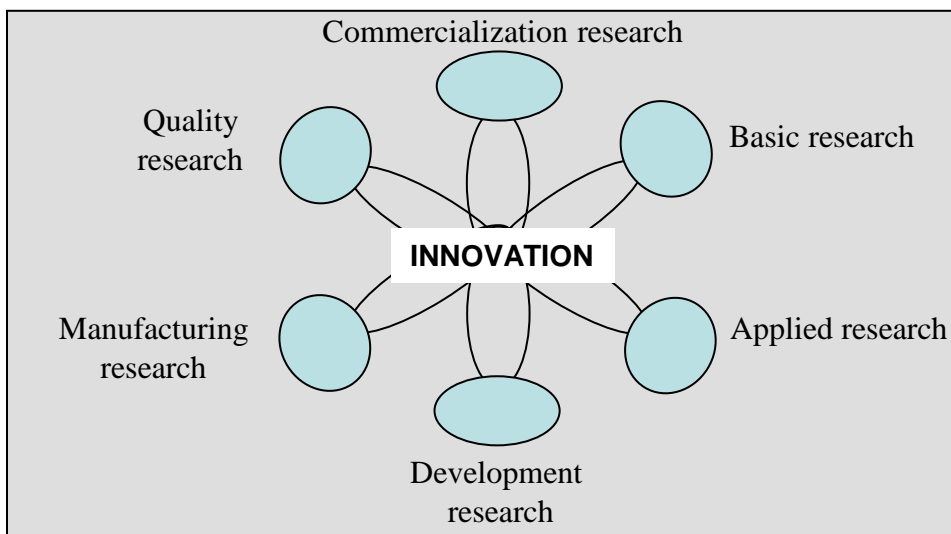 Commercialization research
Quality
research
Basic research
INNOVATION
Manufacturing
research
Applied research
Development
research